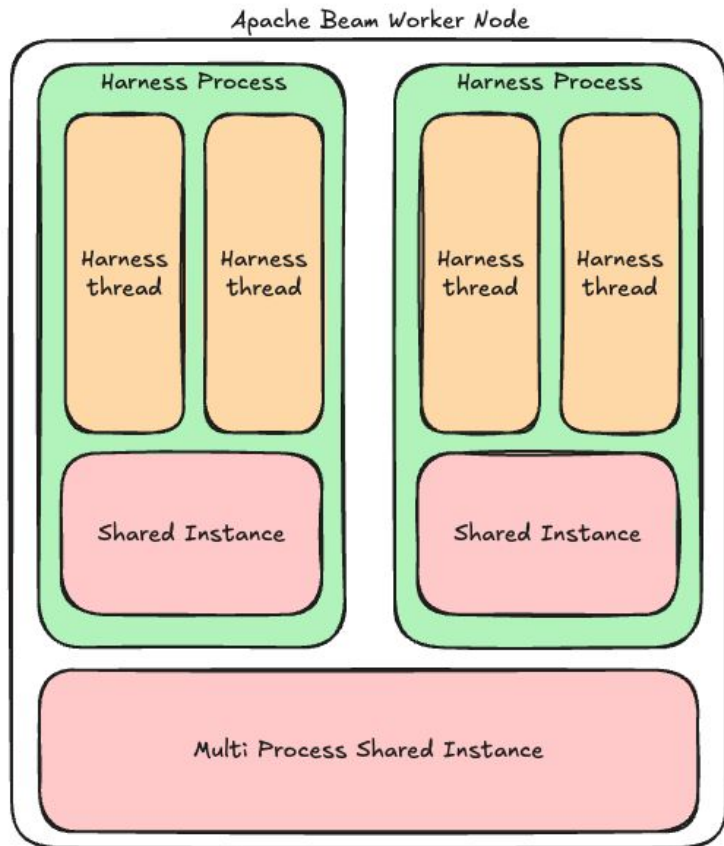 Apache Beam Worker Node
Harness Process
Harness Process
Harness
thread
Harness
thread
Harness
thread
Harness
thread
Shared Instance
Shared Instance
Multi Process Shared Instance